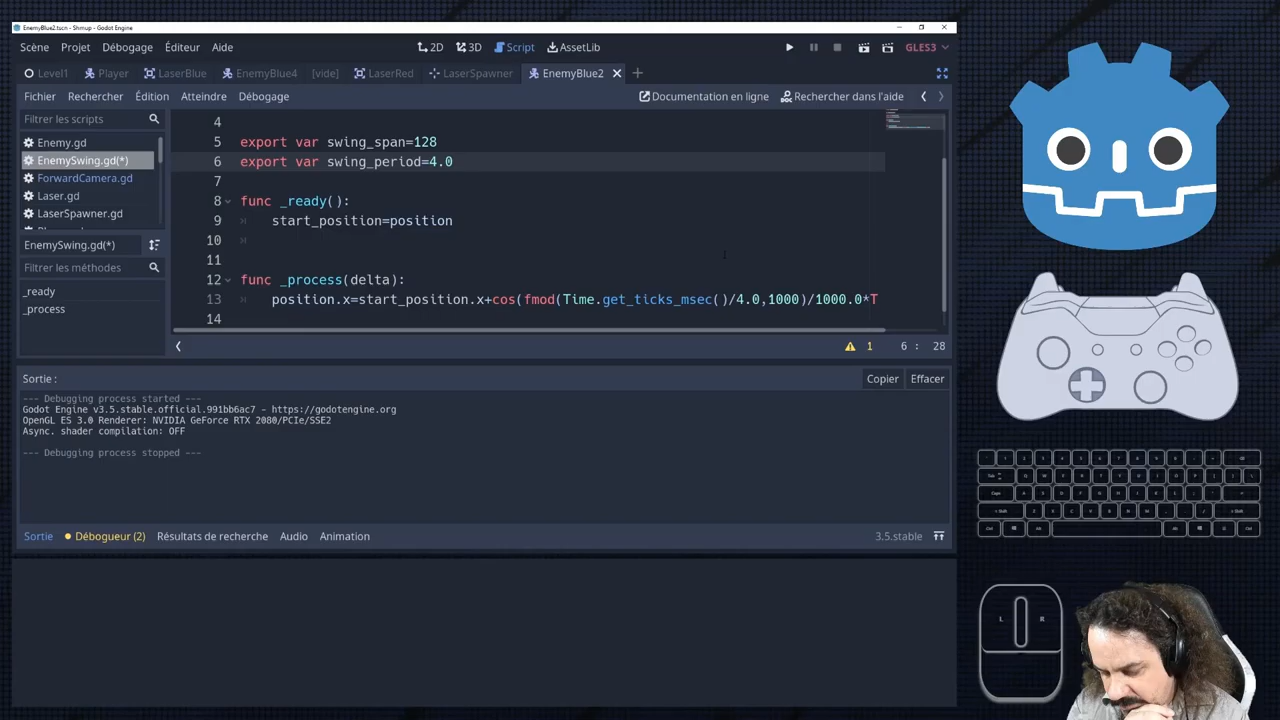 EnemyBlue2.tscn - Shmup - Godot Engine
Scène Projet Débogage Éditeur Aide 2D 3D Script AssetLib GLES3
Level1 Player LaserBlue EnemyBlue4 [vide] LaserRed LaserSpawner EnemyBlue2
Fichier Rechercher Édition Atteindre Débogage Documentation en ligne Rechercher dans l'aide
Filtrer les scripts
Enemy.gd
EnemySwing.gd(*)
ForwardCamera.gd
Laser.gd
LaserSpawner.gd
EnemySwing.gd(*)
Filtrer les méthodes
_ready
_process
4
5 export var swing_span=128
6 export var swing_period=4.0
7
8 func _ready():
9 start_position=position
10
11
12 func _process(delta):
13 position.x=start_position.x+cos(fmod(Time.get_ticks_msec()/4.0,1000)/1000.0*T
14
1 6 : 28
Sortie : Copier Effacer
--- Debugging process started ---
Godot Engine v3.5.stable.official.991bb6ac7 - https://godotengine.org
OpenGL ES 3.0 Renderer: NVIDIA GeForce RTX 2080/PCIe/SSE2
Async. shader compilation: OFF
--- Debugging process stopped ---
Sortie Débogueur (2) Résultats de recherche Audio Animation 3.5.stable
L R